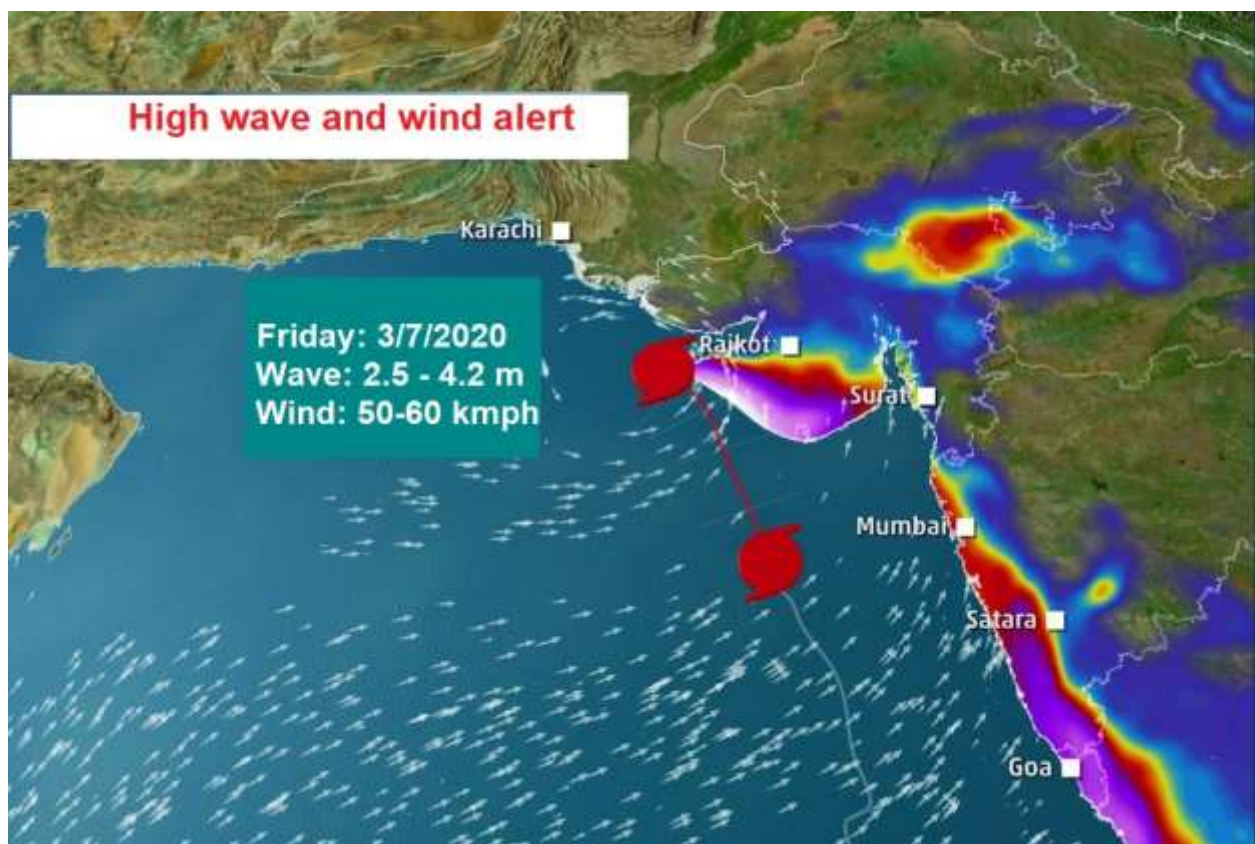 High wave and wind alert
Karachi
Friday: 3/7/2020
Wave: 2.5 - 4.2 m
Wind: 50-60 kmph
Rajkot
Surat
Mumbai
Satara
Goa